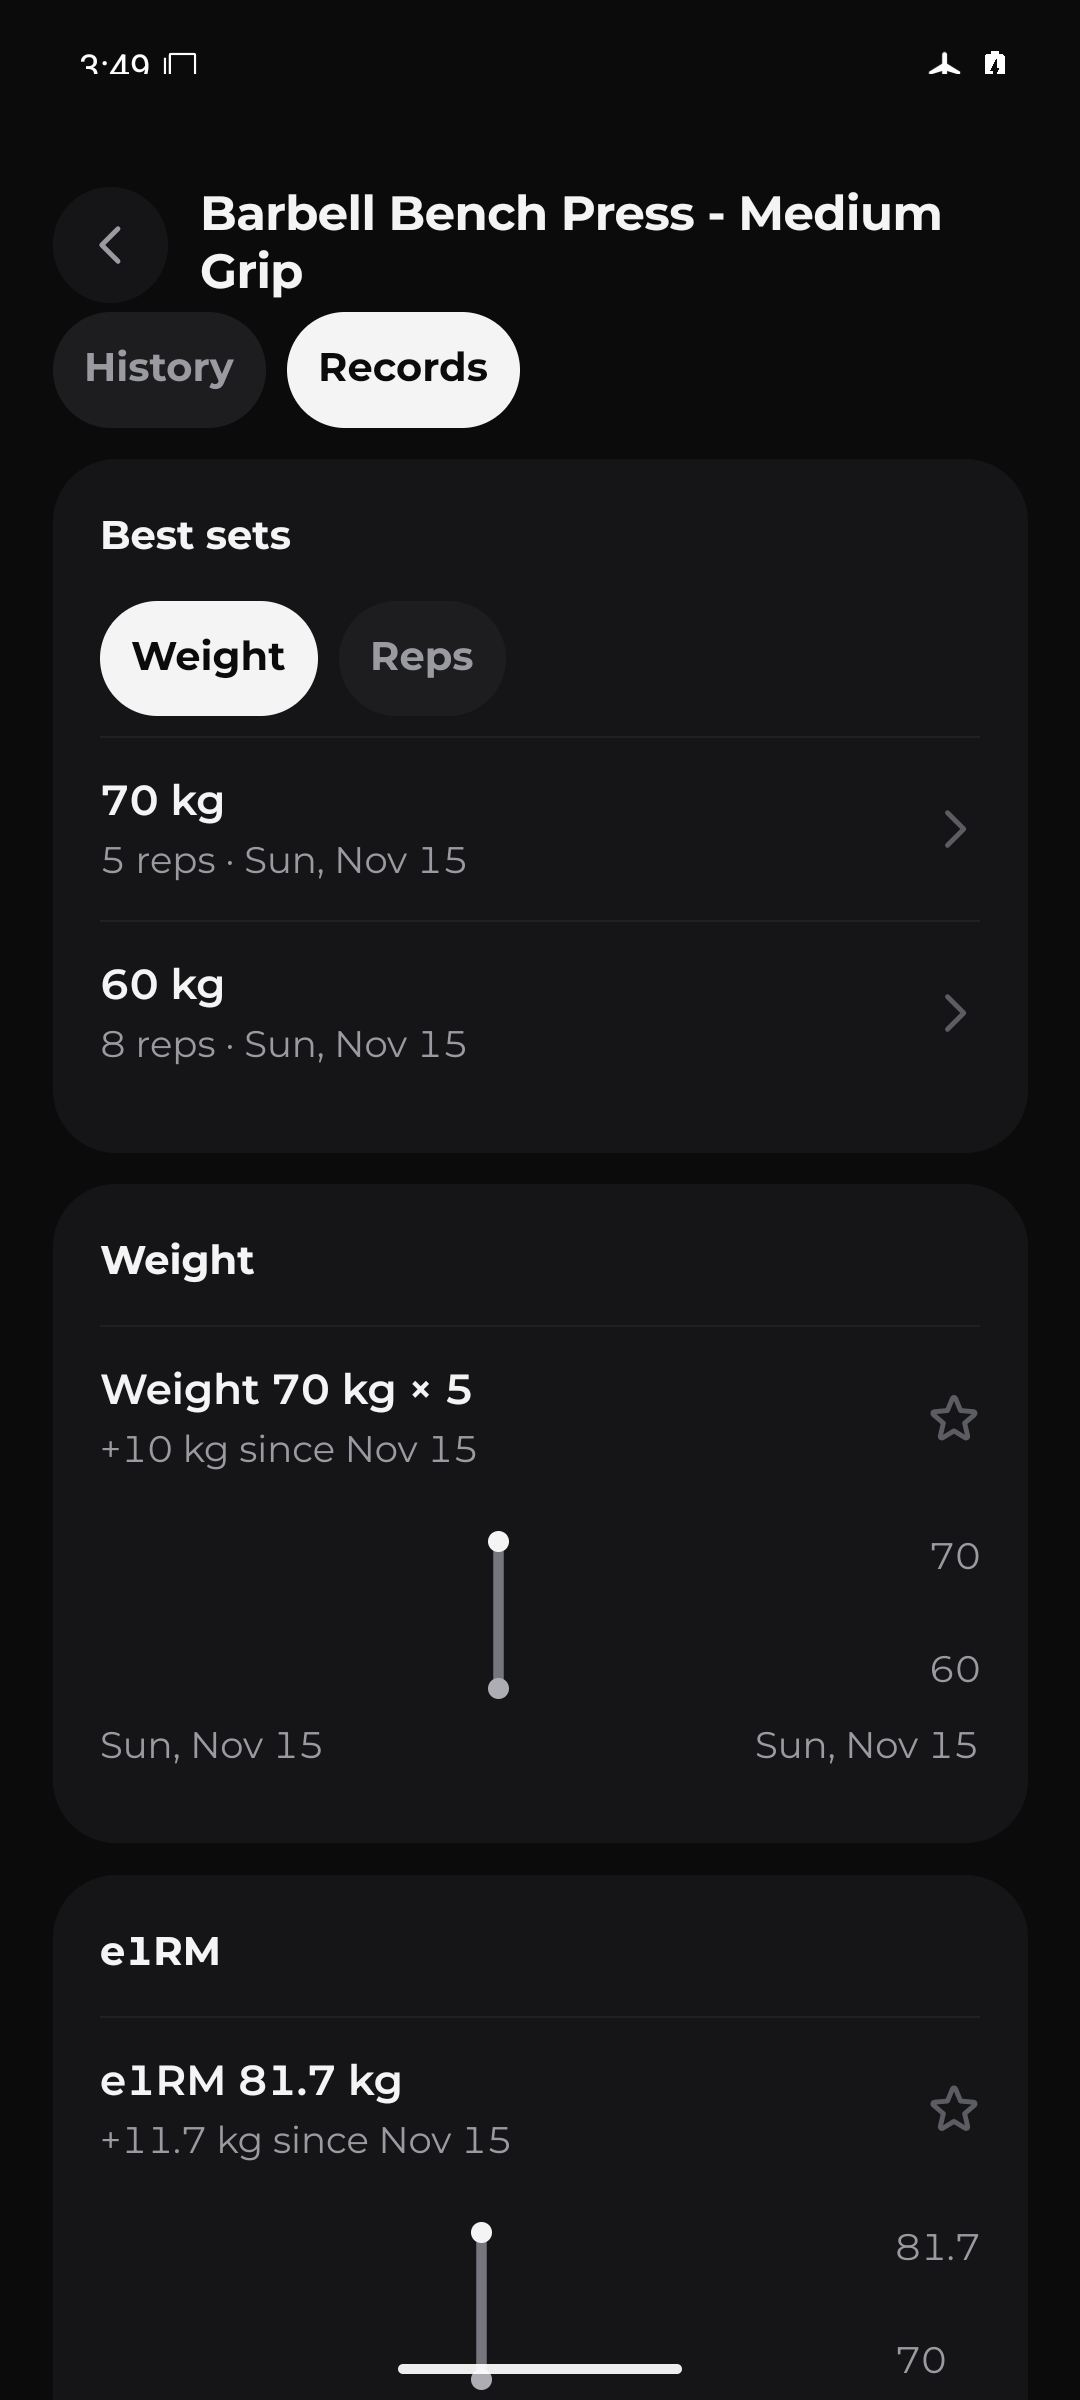 3:49
Barbell Bench Press - Medium
Grip
History
Records
Best sets
Weight
Reps
70 kg
5 reps · Sun, Nov 15
60 kg
8 reps · Sun, Nov 15
Weight
Weight 70 kg × 5
+10 kg since Nov 15
70
60
Sun, Nov 15
Sun, Nov 15
e1RM
e1RM 81.7 kg
+11.7 kg since Nov 15
81.7
70